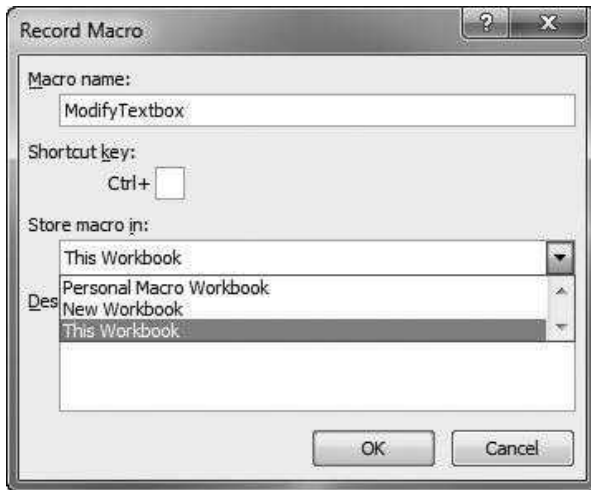 Record Macro
?
X
Macro name:
ModifyTextbox
Shortcut key:
Ctrl+
Store macro in:
This Workbook
Personal Macro Workbook
Des
New Workbook
This Workbook
OK
Cancel